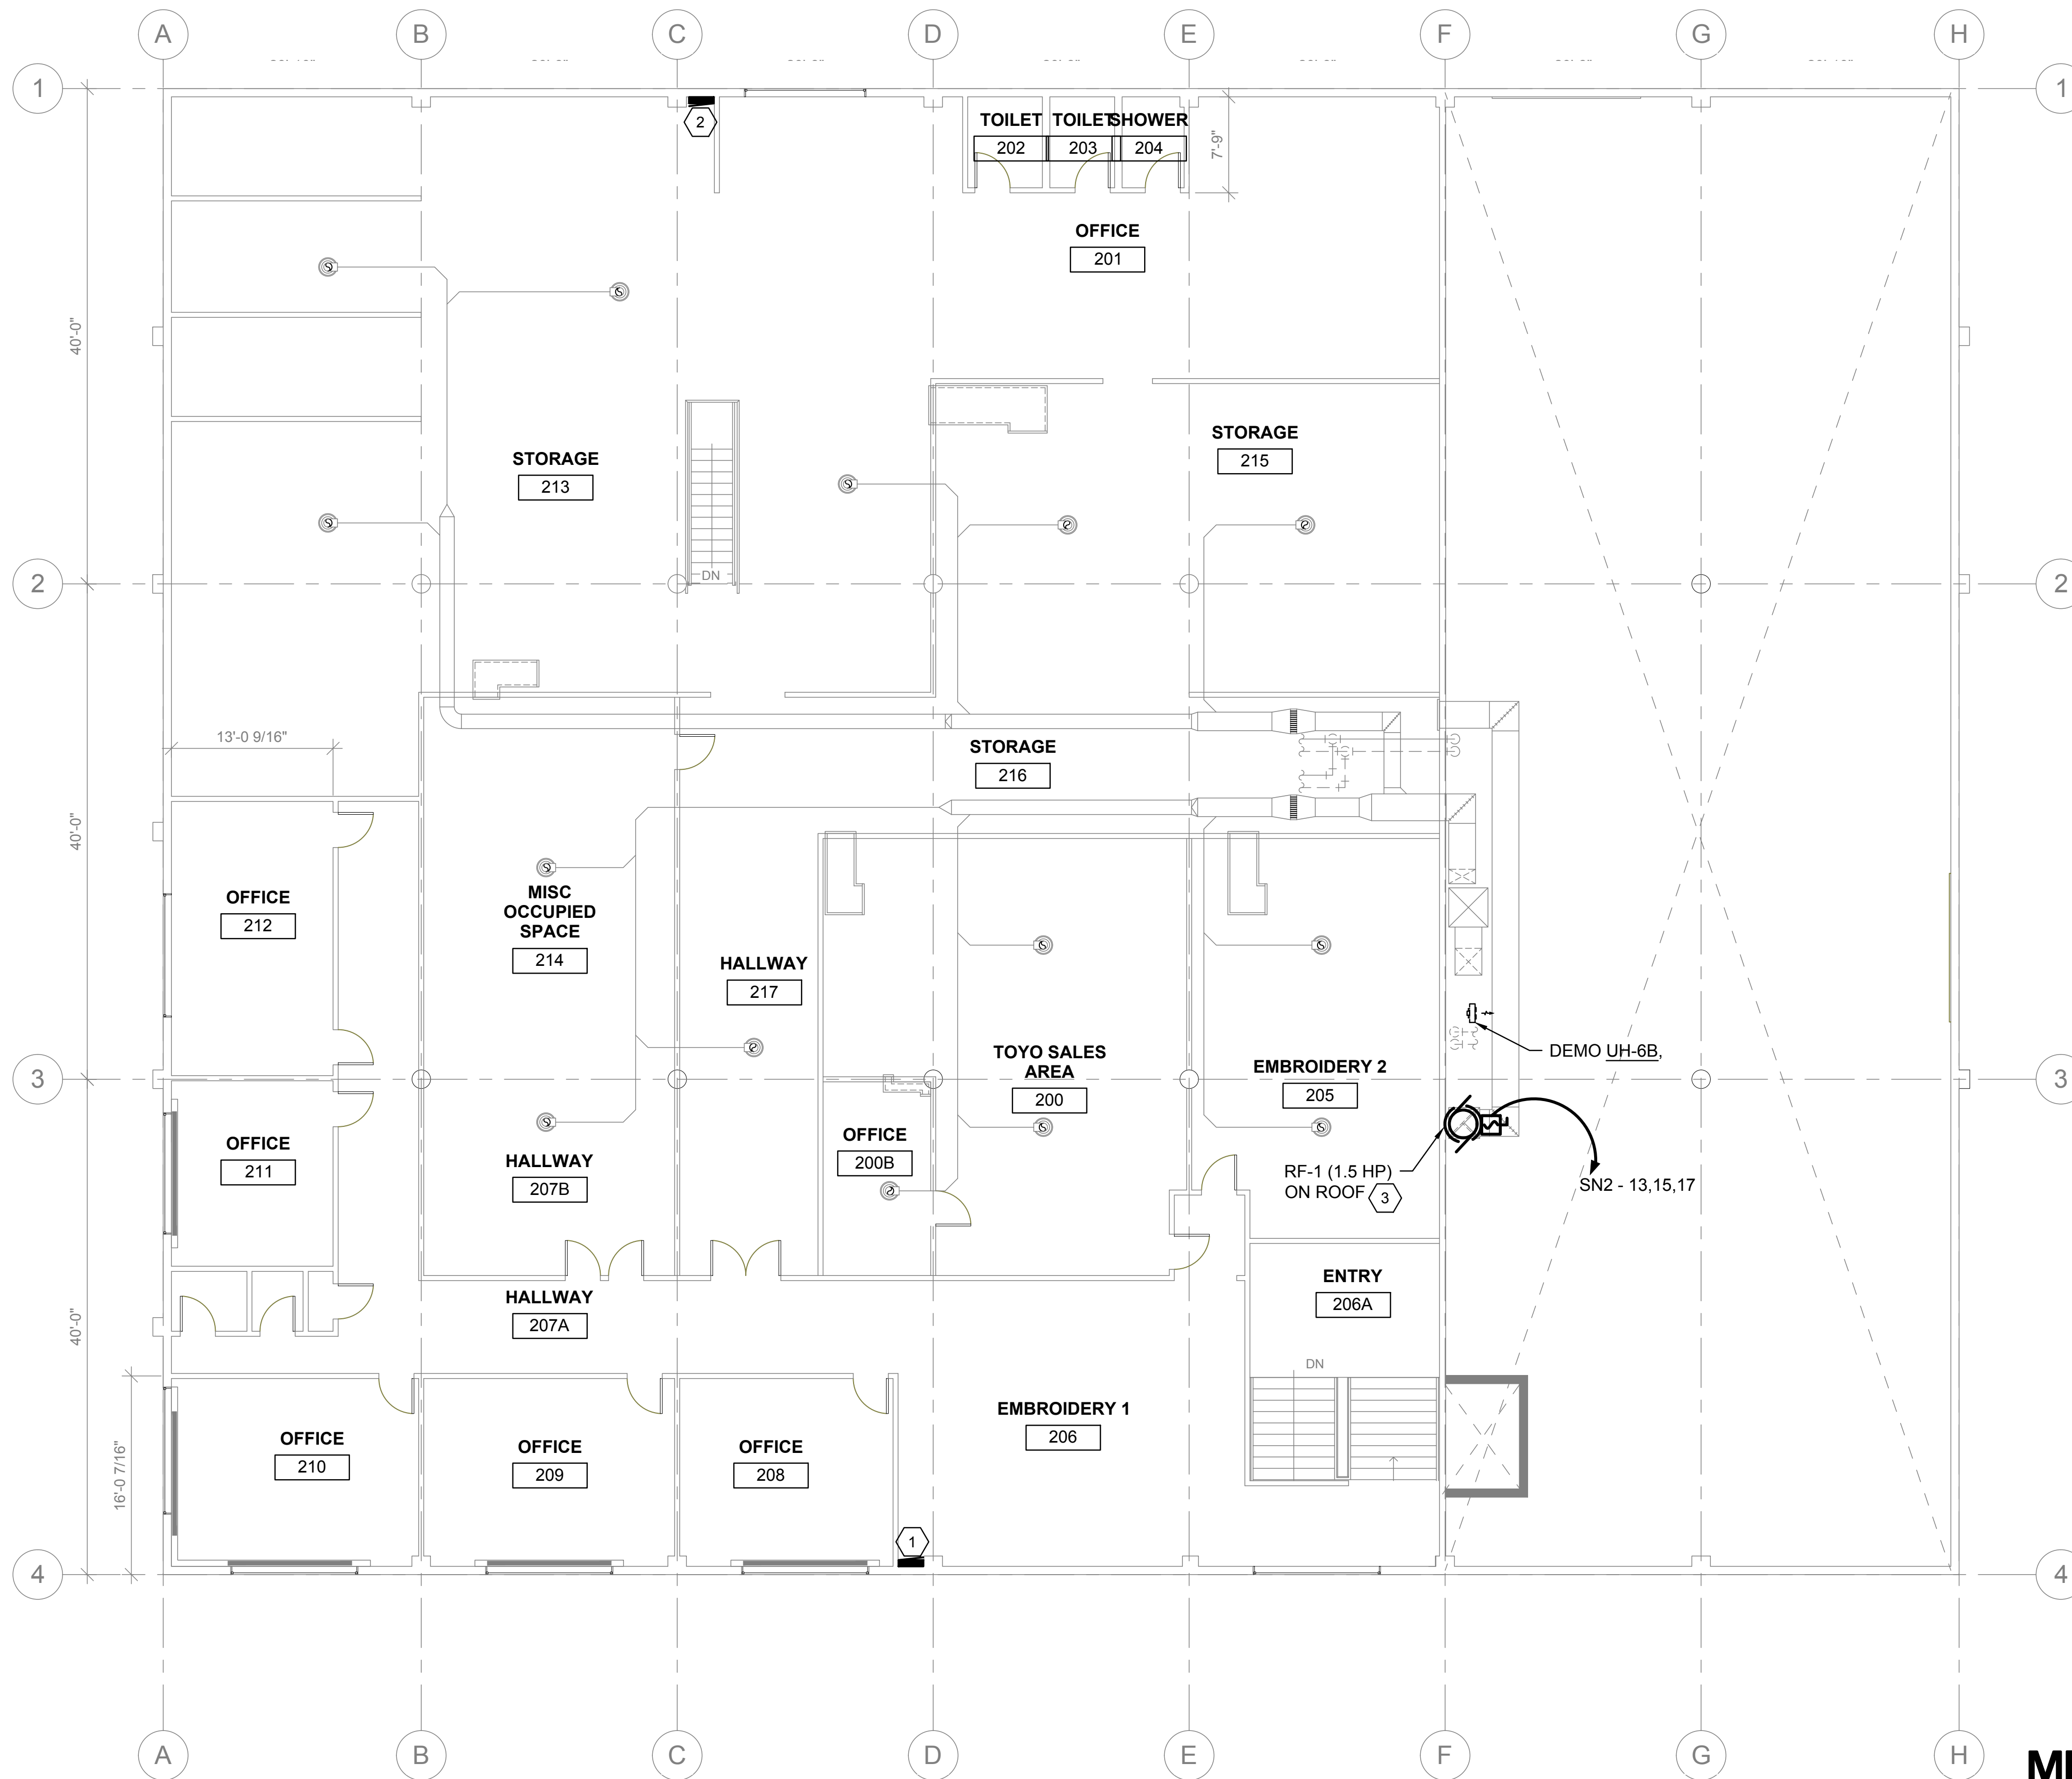 A B C D E F G H
1 1
2
TOILET TOILET SHOWER
202 203 204
7'-9"
OFFICE
201
40'-0"
STORAGE
215
STORAGE
213
2 2
DN
13'-0 9/16"
STORAGE
216
40'-0"
OFFICE
212
MISC
OCCUPIED
SPACE
214
HALLWAY
217
DEMO UH-6B,
TOYO SALES
AREA
200
EMBROIDERY 2
205
3 3
OFFICE
211
OFFICE
200B
HALLWAY
207B
RF-1 (1.5 HP)
ON ROOF 3
SN2 - 13,15,17
ENTRY
206A
HALLWAY
207A
40'-0"
DN
EMBROIDERY 1
206
16'-0 7/16"
OFFICE
210
OFFICE
209
OFFICE
208
1
4 4
A B C D E F G H